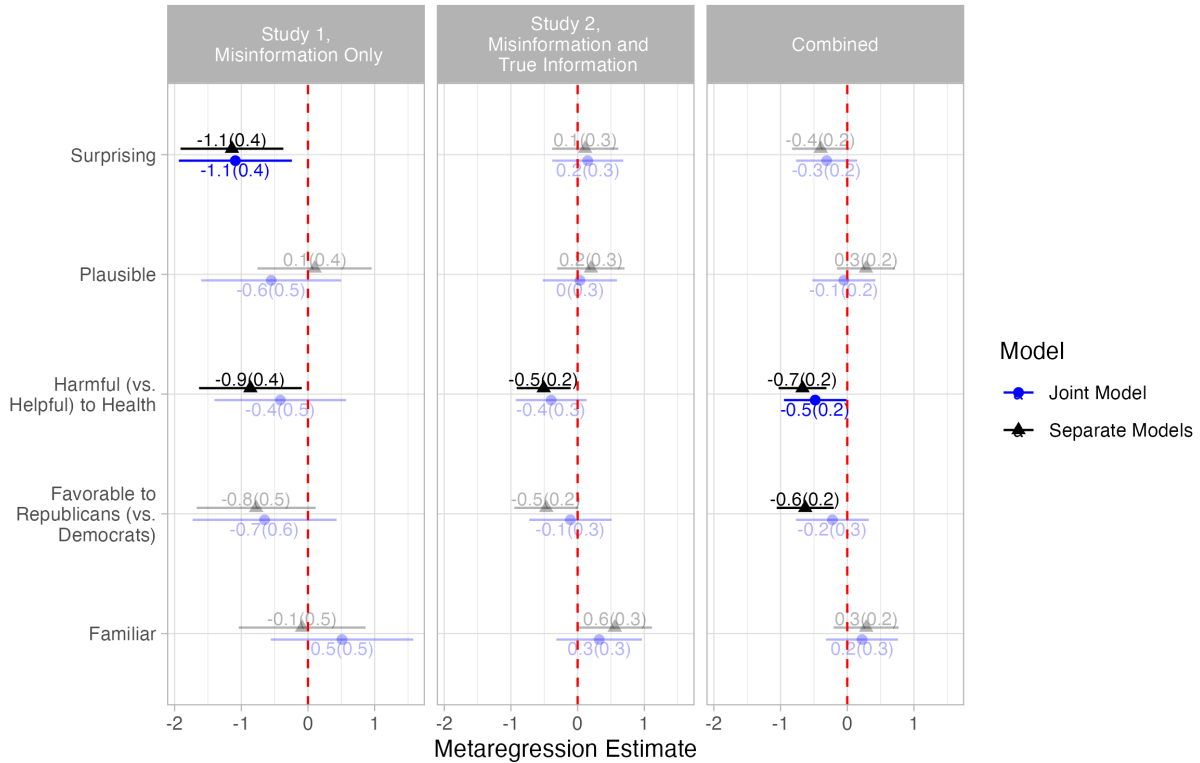 Study 1,
Misinformation Only
Study 2,
Misinformation and
True Information
Combined
Surprising
-1.1(0.4)
-1.1(0.4)
0.1(0.3)
0.2(0.3)
-0.4(0.2)
-0.3(0.2)
Plausible
0.1(0.4)
-0.6(0.5)
0.2(0.3)
0(0.3)
0.3(0.2)
-0.1(0.2)
Harmful (vs.
Helpful) to Health
-0.9(0.4)
-0.4(0.5)
-0.5(0.2)
-0.4(0.3)
-0.7(0.2)
-0.5(0.2)
Favorable to
Republicans (vs.
Democrats)
-0.8(0.5)
-0.7(0.6)
-0.5(0.2)
-0.1(0.3)
-0.6(0.2)
-0.2(0.3)
Familiar
-0.1(0.5)
0.5(0.5)
0.6(0.3)
0.3(0.3)
0.3(0.2)
0.2(0.3)
-2 -1 0 1
-2 -1 0 1
-2 -1 0 1
Metaregression Estimate
Model
Joint Model
Separate Models